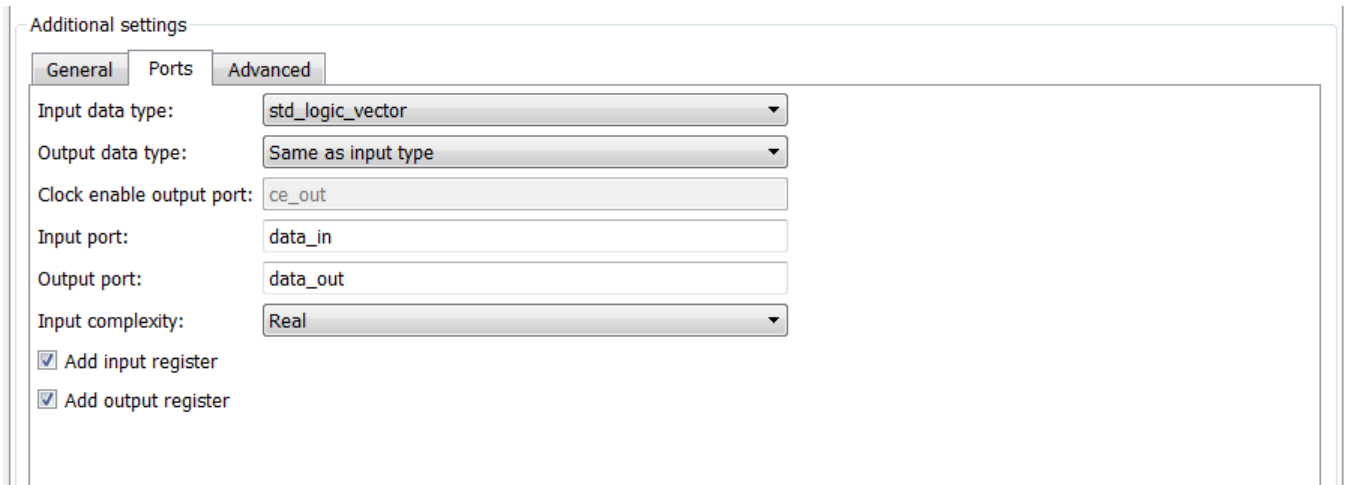 Additional settings
General Ports Advanced
Input data type: std_logic_vector
Output data type: Same as input type
Clock enable output port: ce_out
Input port: data_in
Output port: data_out
Input complexity: Real
Add input register
Add output register